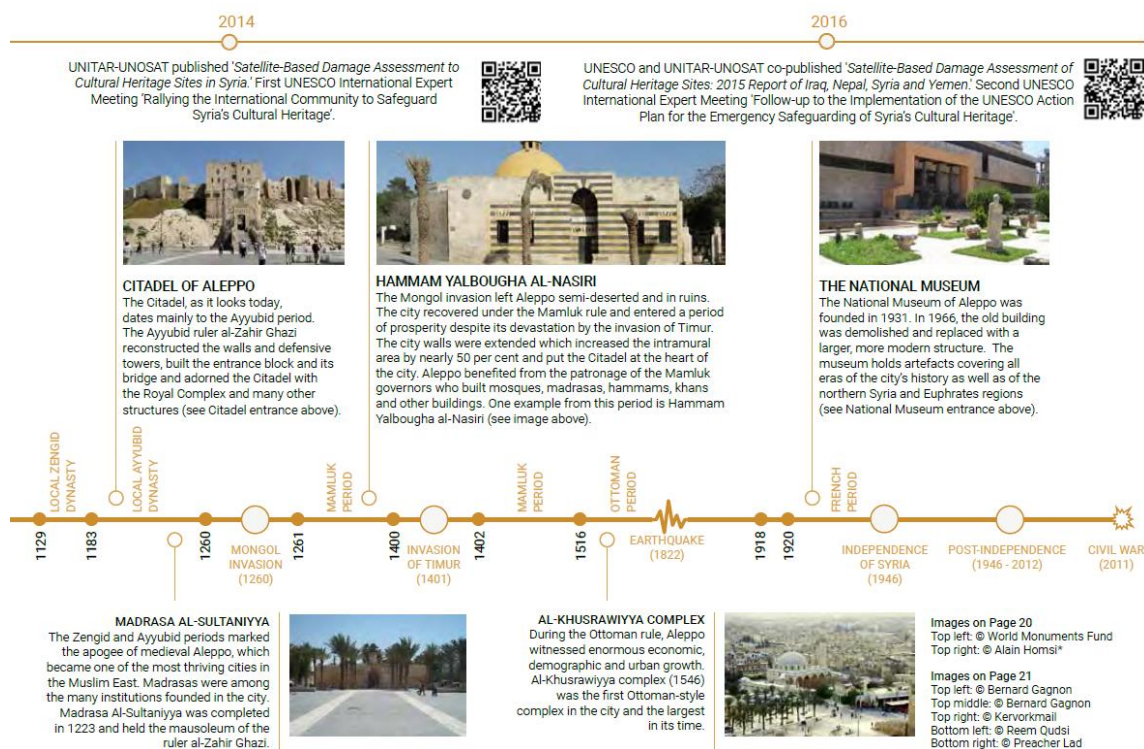 2014
2016
UNITAR-UNOSAT published 'Satellite-Based Damage Assessment to
Cultural Heritage Sites in Syria.' First UNESCO International Expert
Meeting 'Rallying the International Community to Safeguard
Syria's Cultural Heritage'.
UNESCO and UNITAR-UNOSAT co-published 'Satellite-Based Damage Assessment of
Cultural Heritage Sites: 2015 Report of Iraq, Nepal, Syria and Yemen.' Second UNESCO
International Expert Meeting 'Follow-up to the Implementation of the UNESCO Action
Plan for the Emergency Safeguarding of Syria's Cultural Heritage'.
CITADEL OF ALEPPO
The Citadel, as it looks today,
dates mainly to the Ayyubid period.
The Ayyubid ruler al-Zahir Ghazi
reconstructed the walls and defensive
towers, built the entrance block and its
bridge and adorned the Citadel with
the Royal Complex and many other
structures (see Citadel entrance above).
HAMMAM YALBOUGHA AL-NASIRI
The Mongol invasion left Aleppo semi-deserted and in ruins.
The city recovered under the Mamluk rule and entered a period
of prosperity despite its devastation by the invasion of Timur.
The city walls were extended which increased the intramural
area by nearly 50 per cent and put the Citadel at the heart of
the city. Aleppo benefited from the patronage of the Mamluk
governors who built mosques, madrasas, hammams, khans
and other buildings. One example from this period is Hammam
Yalbougha al-Nasiri (see image above).
THE NATIONAL MUSEUM
The National Museum of Aleppo was
founded in 1931. In 1966, the old building
was demolished and replaced with a
larger, more modern structure. The
museum holds artefacts covering all
eras of the city's history as well as of the
northern Syria and Euphrates regions
(see National Museum entrance above).
LOCAL ZENGID
DYNASTY
LOCAL AYYUBID
DYNASTY
MAMLUK
PERIOD
MAMLUK
PERIOD
OTTOMAN
PERIOD
FRENCH
PERIOD
1129
1183
1260
MONGOL
INVASION
(1260)
1261
1400
INVASION
OF TIMUR
(1401)
1402
1516
EARTHQUAKE
(1822)
1918
1920
INDEPENDENCE
OF SYRIA
(1946)
POST-INDEPENDENCE
(1946 - 2012)
CIVIL WAR
(2011)
MADRASA AL-SULTANIYYA
The Zengid and Ayyubid periods marked
the apogee of medieval Aleppo, which
became one of the most thriving cities in
the Muslim East. Madrasas were among
the many institutions founded in the city.
Madrasa Al-Sultaniyya was completed
in 1223 and held the mausoleum of the
ruler al-Zahir Ghazi.
AL-KHUSRAWIYYA COMPLEX
During the Ottoman rule, Aleppo
witnessed enormous economic,
demographic and urban growth.
Al-Khusrawiyya complex (1546)
was the first Ottoman-style
complex in the city and the largest
in its time.
Images on Page 20
Top left: © World Monuments Fund
Top right: © Alain Homsi*
Images on Page 21
Top left: © Bernard Gagnon
Top middle: © Bernard Gagnon
Top right: © Kervorkmail
Bottom left: © Reem Qudsi
Bottom right: © Preacher Lad